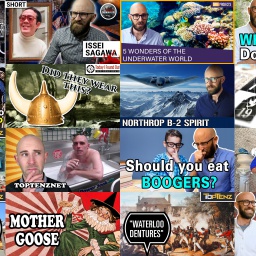 SHORT
ISSEI
SAGAWA
5 WONDERS OF THE
UNDERWATER WORLD
DID THEY WEAR
THIS?
NORTHROP B-2 SPIRIT
TOPTENZNET
Should you eat
BOOGERS?
TOPTENZ
MOTHER
GOOSE
"WATERLOO
DENTURES"